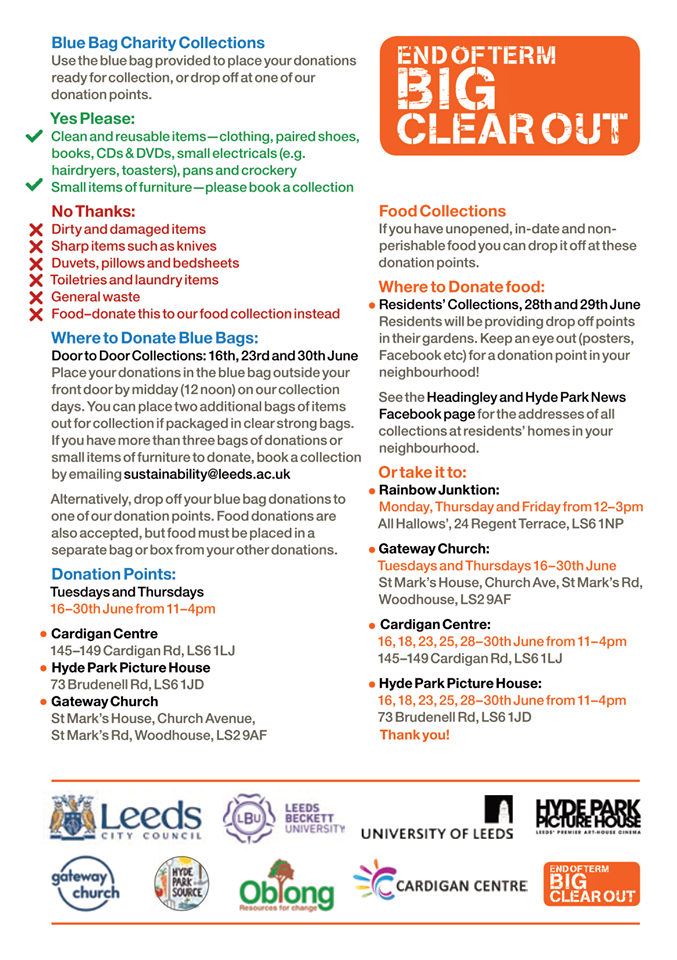 Blue Bag Charity Collections
Use the blue bag provided to place your donations
ready for collection, or drop off at one of our
donation points.
Yes Please:
Clean and reusable items—clothing, paired shoes,
books, CDs & DVDs, small electricals (e.g.
hairdryers, toasters), pans and crockery
Small items of furniture—please book a collection
No Thanks:
Dirty and damaged items
Sharp items such as knives
Duvets, pillows and bedsheets
Toiletries and laundry items
General waste
Food–donate this to our food collection instead
Where to Donate Blue Bags:
Door to Door Collections: 16th, 23rd and 30th June
Place your donations in the blue bag outside your
front door by midday (12 noon) on our collection
days. You can place two additional bags of items
out for collection if packaged in clear strong bags.
If you have more than three bags of donations or
small items of furniture to donate, book a collection
by emailing sustainability@leeds.ac.uk
Alternatively, drop off your blue bag donations to
one of our donation points. Food donations are
also accepted, but food must be placed in a
separate bag or box from your other donations.
Donation Points:
Tuesdays and Thursdays
16–30th June from 11–4pm
Cardigan Centre
145–149 Cardigan Rd, LS6 1LJ
Hyde Park Picture House
73 Brudenell Rd, LS6 1JD
Gateway Church
St Mark's House, Church Avenue,
St Mark's Rd, Woodhouse, LS2 9AF
END OF TERM
BIG
CLEAR OUT
Food Collections
If you have unopened, in-date and non-
perishable food you can drop it off at these
donation points.
Where to Donate food:
Residents' Collections, 28th and 29th June
Residents will be providing drop off points
in their gardens. Keep an eye out (posters,
Facebook etc) for a donation point in your
neighbourhood!
See the Headingley and Hyde Park News
Facebook page for the addresses of all
collections at residents' homes in your
neighbourhood.
Or take it to:
Rainbow Junktion:
Monday, Thursday and Friday from 12–3pm
All Hallows', 24 Regent Terrace, LS6 1NP
Gateway Church:
Tuesdays and Thursdays 16–30th June
St Mark's House, Church Ave, St Mark's Rd,
Woodhouse, LS2 9AF
Cardigan Centre:
16, 18, 23, 25, 28–30th June from 11–4pm
145–149 Cardigan Rd, LS6 1LJ
Hyde Park Picture House:
16, 18, 23, 25, 28–30th June from 11–4pm
73 Brudenell Rd, LS6 1JD
Thank you!
Leeds
CITY COUNCIL
LBU
LEEDS
BECKETT
UNIVERSITY
UNIVERSITY OF LEEDS
HYDE PARK
PICTURE HOUSE
LEEDS' PREMIER ART-HOUSE CINEMA
gateway
church
HYDE
PARK
SOURCE
Oblong
Resources for change
CARDIGAN CENTRE
END OF TERM
BIG
CLEAR OUT